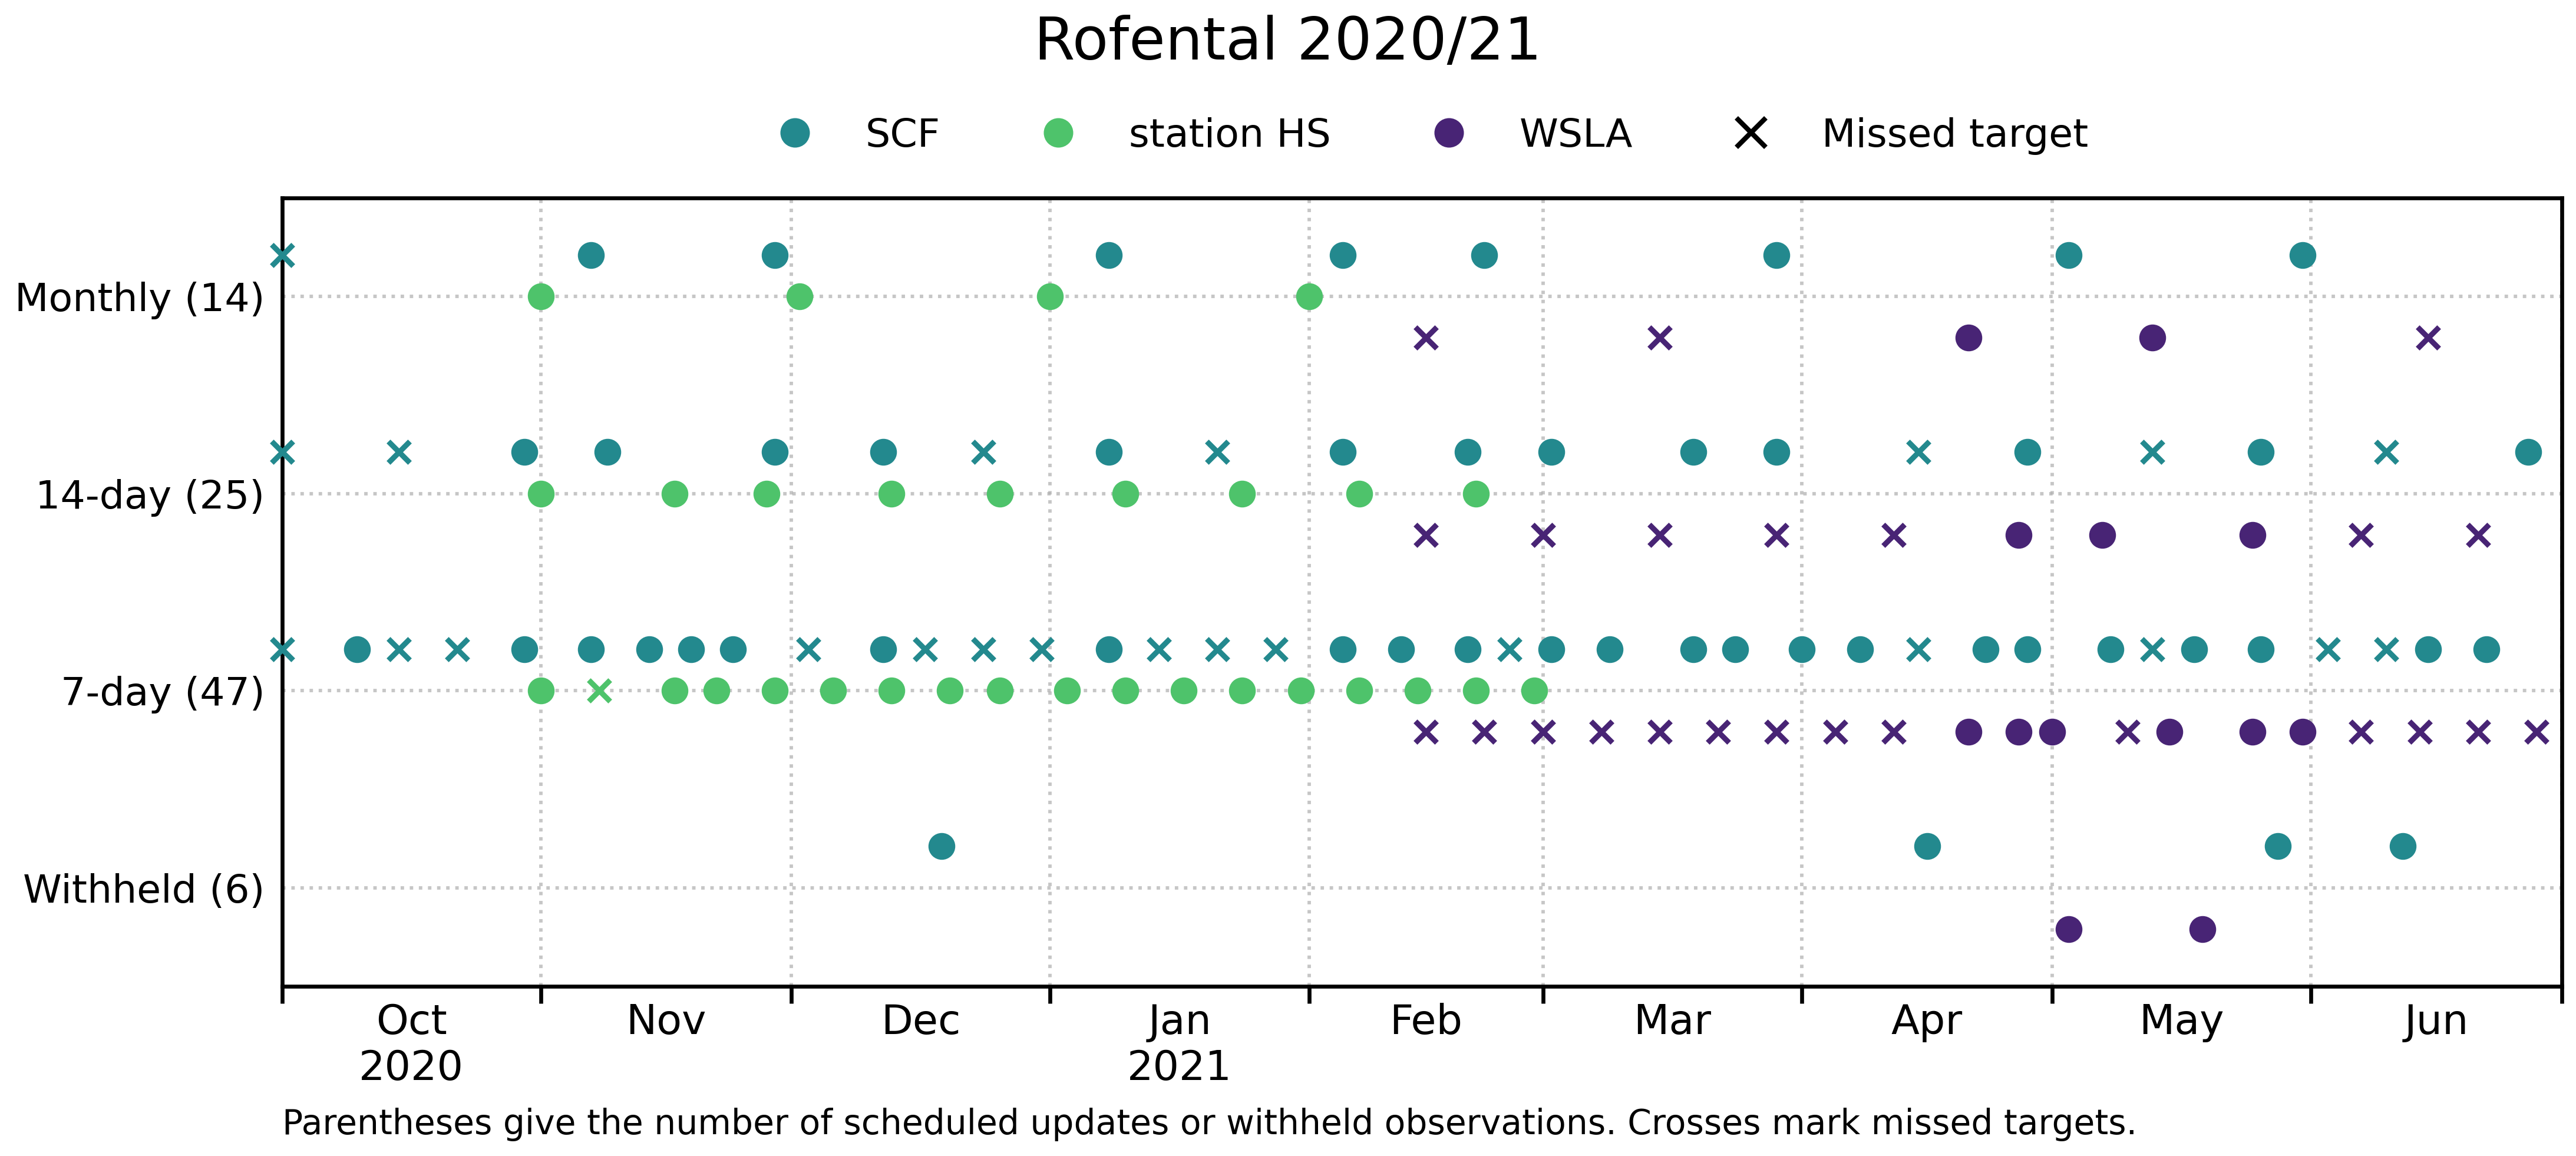 Rofental 2020/21
SCF station HS WSLA Missed target
Monthly (14)
14-day (25)
7-day (47)
Withheld (6)
Oct Nov Dec Jan Feb Mar Apr May Jun
2020 2021
Parentheses give the number of scheduled updates or withheld observations. Crosses mark missed targets.